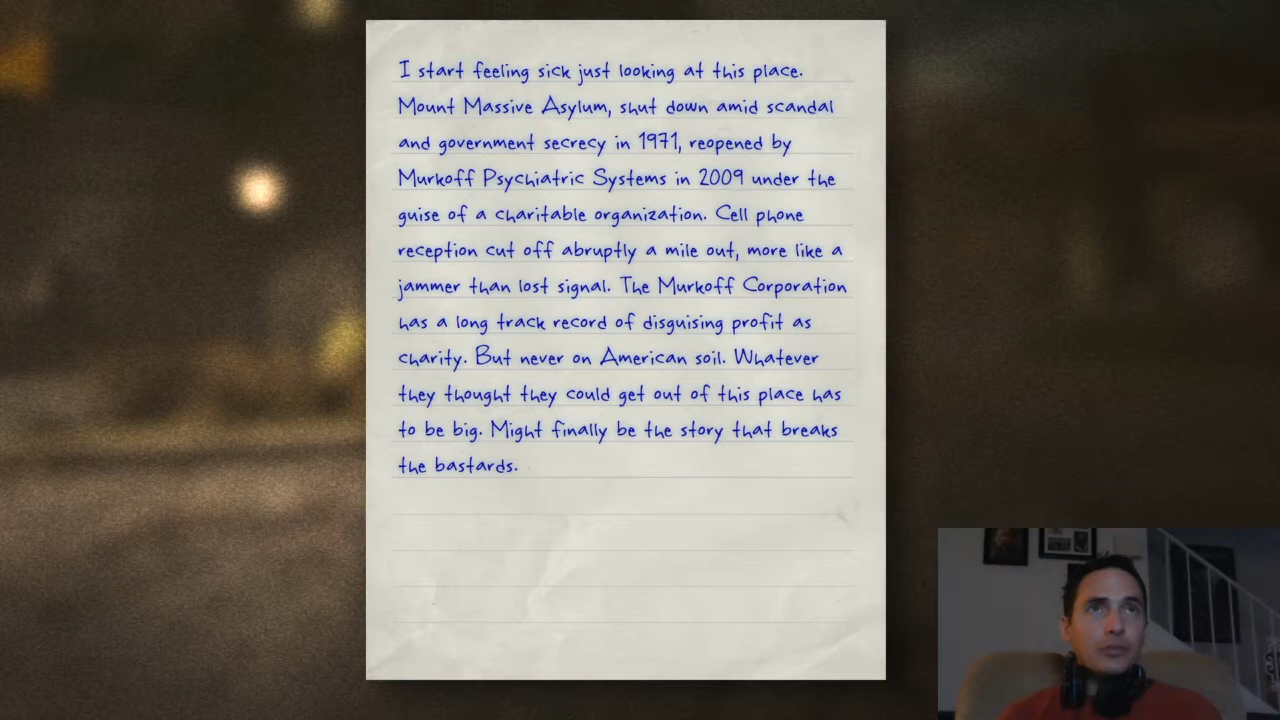 I start feeling sick just looking at this place.
Mount Massive Asylum, shut down amid scandal
and government secrecy in 1971, reopened by
Murkoff Psychiatric Systems in 2009 under the
guise of a charitable organization. Cell phone
reception cut off abruptly a mile out, more like a
jammer than lost signal. The Murkoff Corporation
has a long track record of disguising profit as
charity. But never on American soil. Whatever
they thought they could get out of this place has
to be big. Might finally be the story that breaks
the bastards.